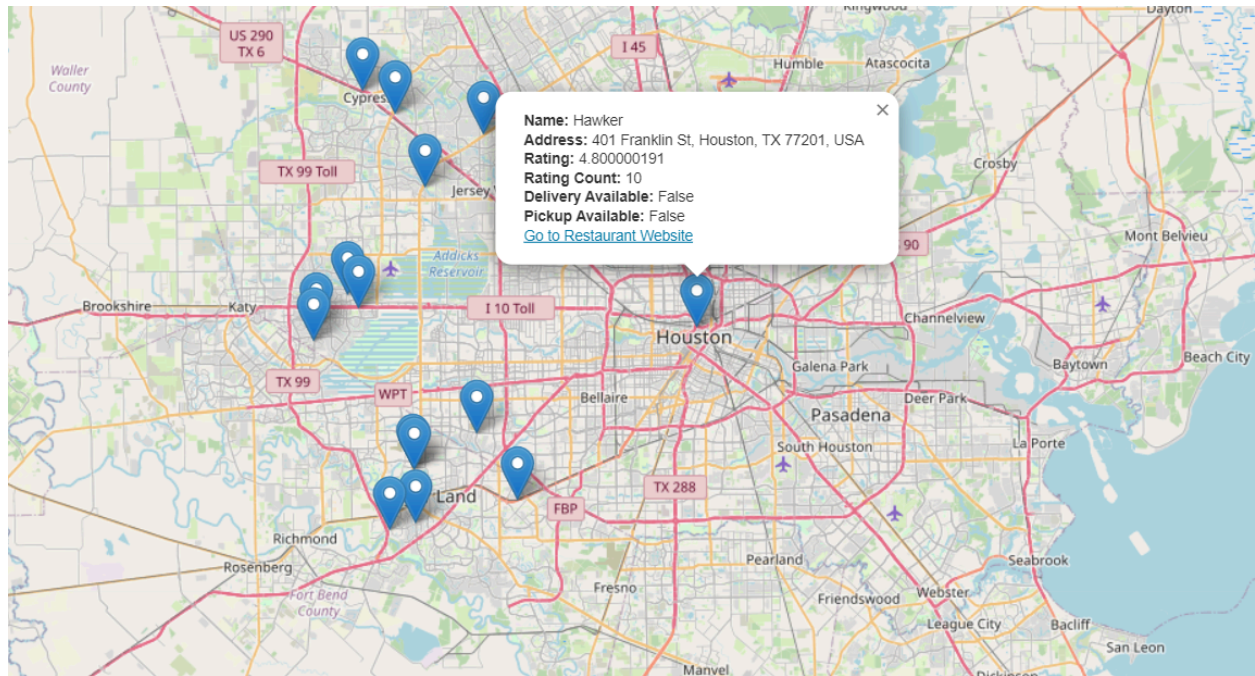 Dayton
Kingwood
US 290
TX 6
I 45
Waller
County
Humble
Atascocita
Cypress
×
Name: Hawker
Address: 401 Franklin St, Houston, TX 77201, USA
Rating: 4.800000191
Rating Count: 10
Delivery Available: False
Pickup Available: False
Go to Restaurant Website
TX 99 Toll
Jersey
Crosby
90
Mont Belvieu
Addicks
Reservoir
Brookshire
Katy
I 10 Toll
Channelview
Houston
Beach City
Galena Park
Baytown
TX 99
WPT
Bellaire
Deer Park
Pasadena
La Porte
South Houston
Land
TX 288
FBP
Richmond
Rosenberg
Pearland
Seabrook
Fresno
Fort Bend
County
Friendswood
Webster
League City
Bacliff
San Leon
Manvel
Dickinson